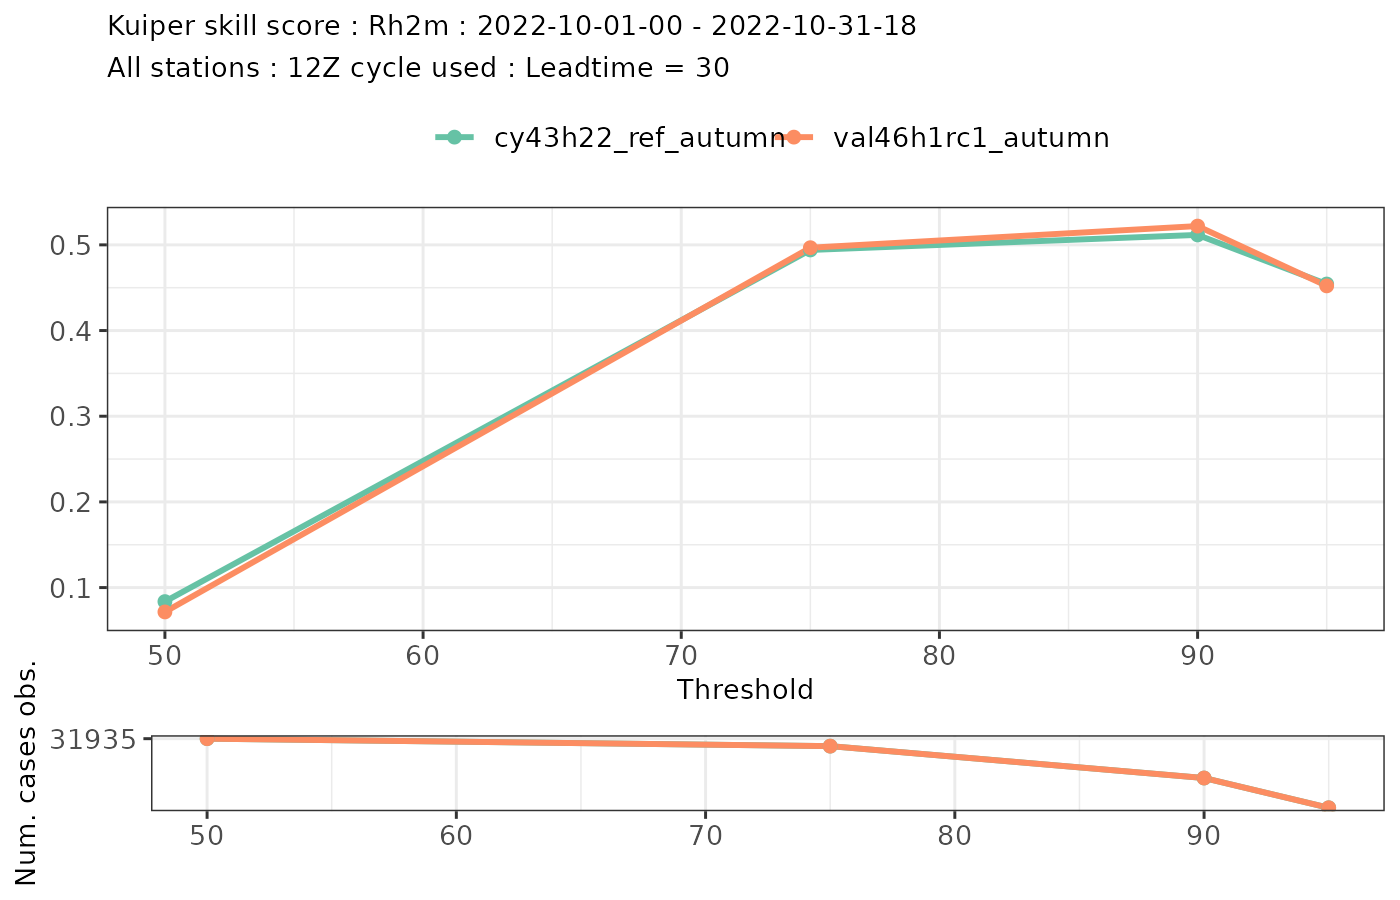 Kuiper skill score : Rh2m : 2022-10-01-00 - 2022-10-31-18
All stations : 12Z cycle used : Leadtime = 30
cy43h22_ref_autumn val46h1rc1_autumn
0.5
0.4
0.3
0.2
0.1
50 60 70 80 90
Threshold
Num. cases obs.
31935
50 60 70 80 90